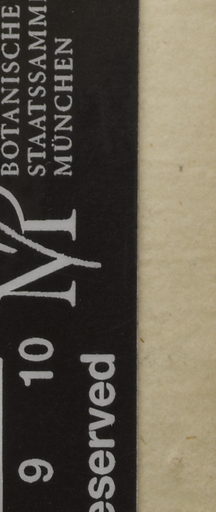 BOTANISCHE
STAATSSAMM
MÜNCHEN
M
9 10
eserved